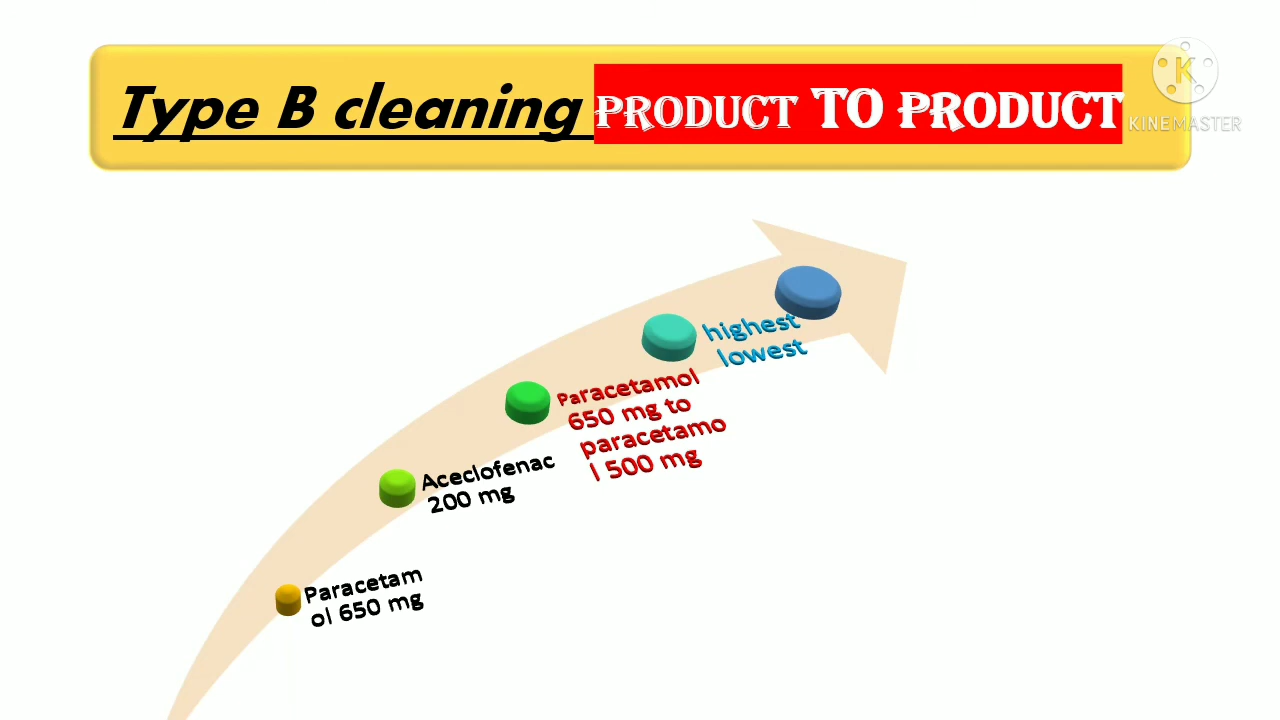 Type B cleaning PRODUCT TO PRODUCT
K
KINEMASTER
highest
lowest
Paracetamol
650 mg to
paracetamo
l 500 mg
Aceclofenac
200 mg
Paracetam
ol 650 mg